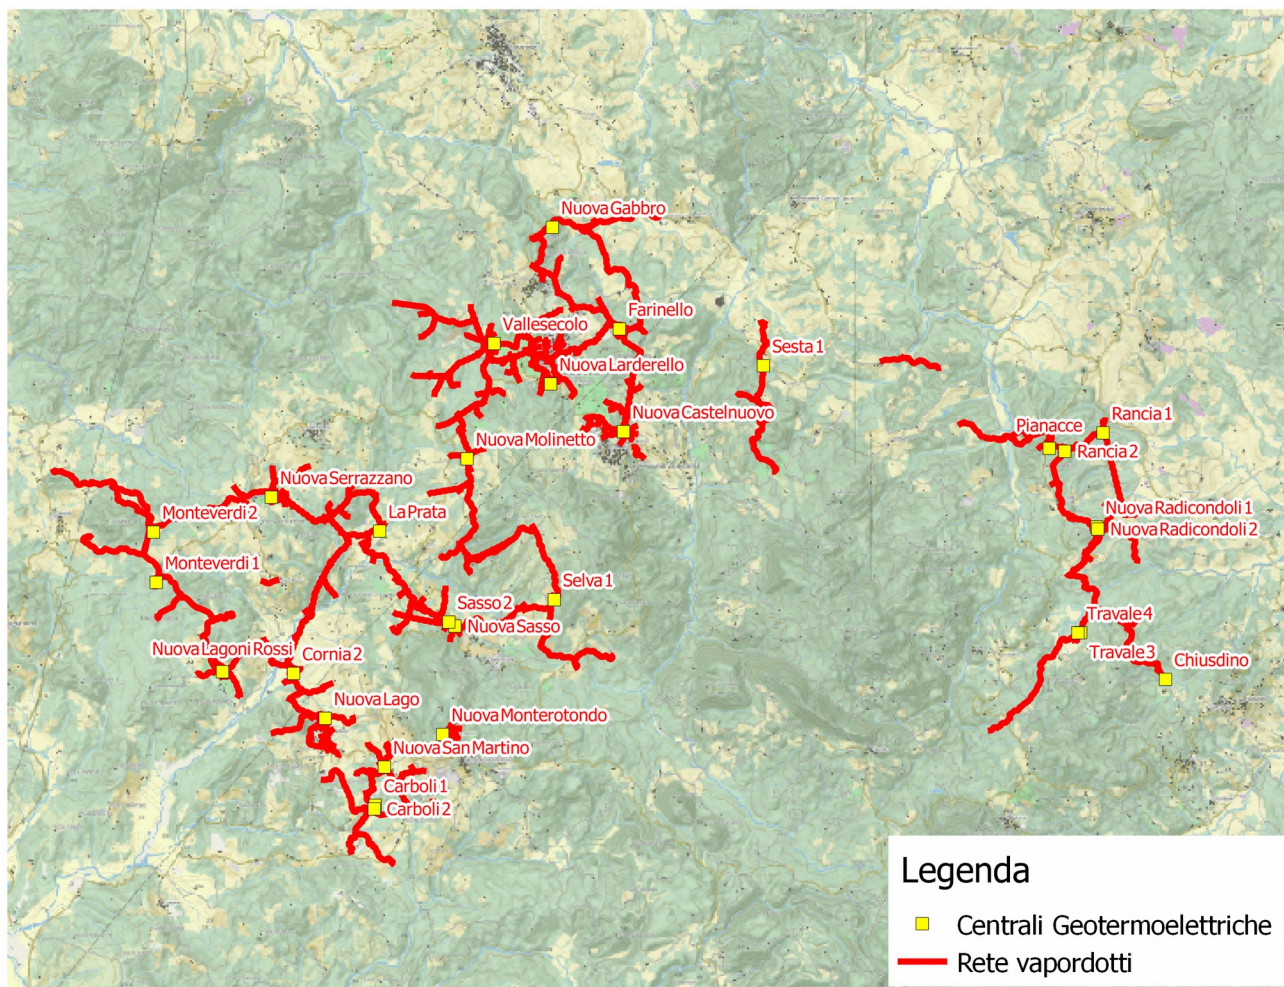 Nuova Gabbro
Farinello
Vallesecolo
Sesta 1
Nuova Larderello
Nuova Castelnuovo
Rancia 1
Pianacce
Rancia 2
Nuova Molinetto
Nuova Serrazzano
Monteverdi 2
La Prata
Nuova Radicondoli 1
Nuova Radicondoli 2
Monteverdi 1
Selva 1
Sasso 2
Nuova Sasso
Travale 4
Travale 3
Nuova Lagoni Rossi
Cornia 2
Chiusdino
Nuova Lago
Nuova Monterotondo
Nuova San Martino
Carboli 1
Carboli 2
Legenda
Centrali Geotermoelettriche
Rete vapordotti